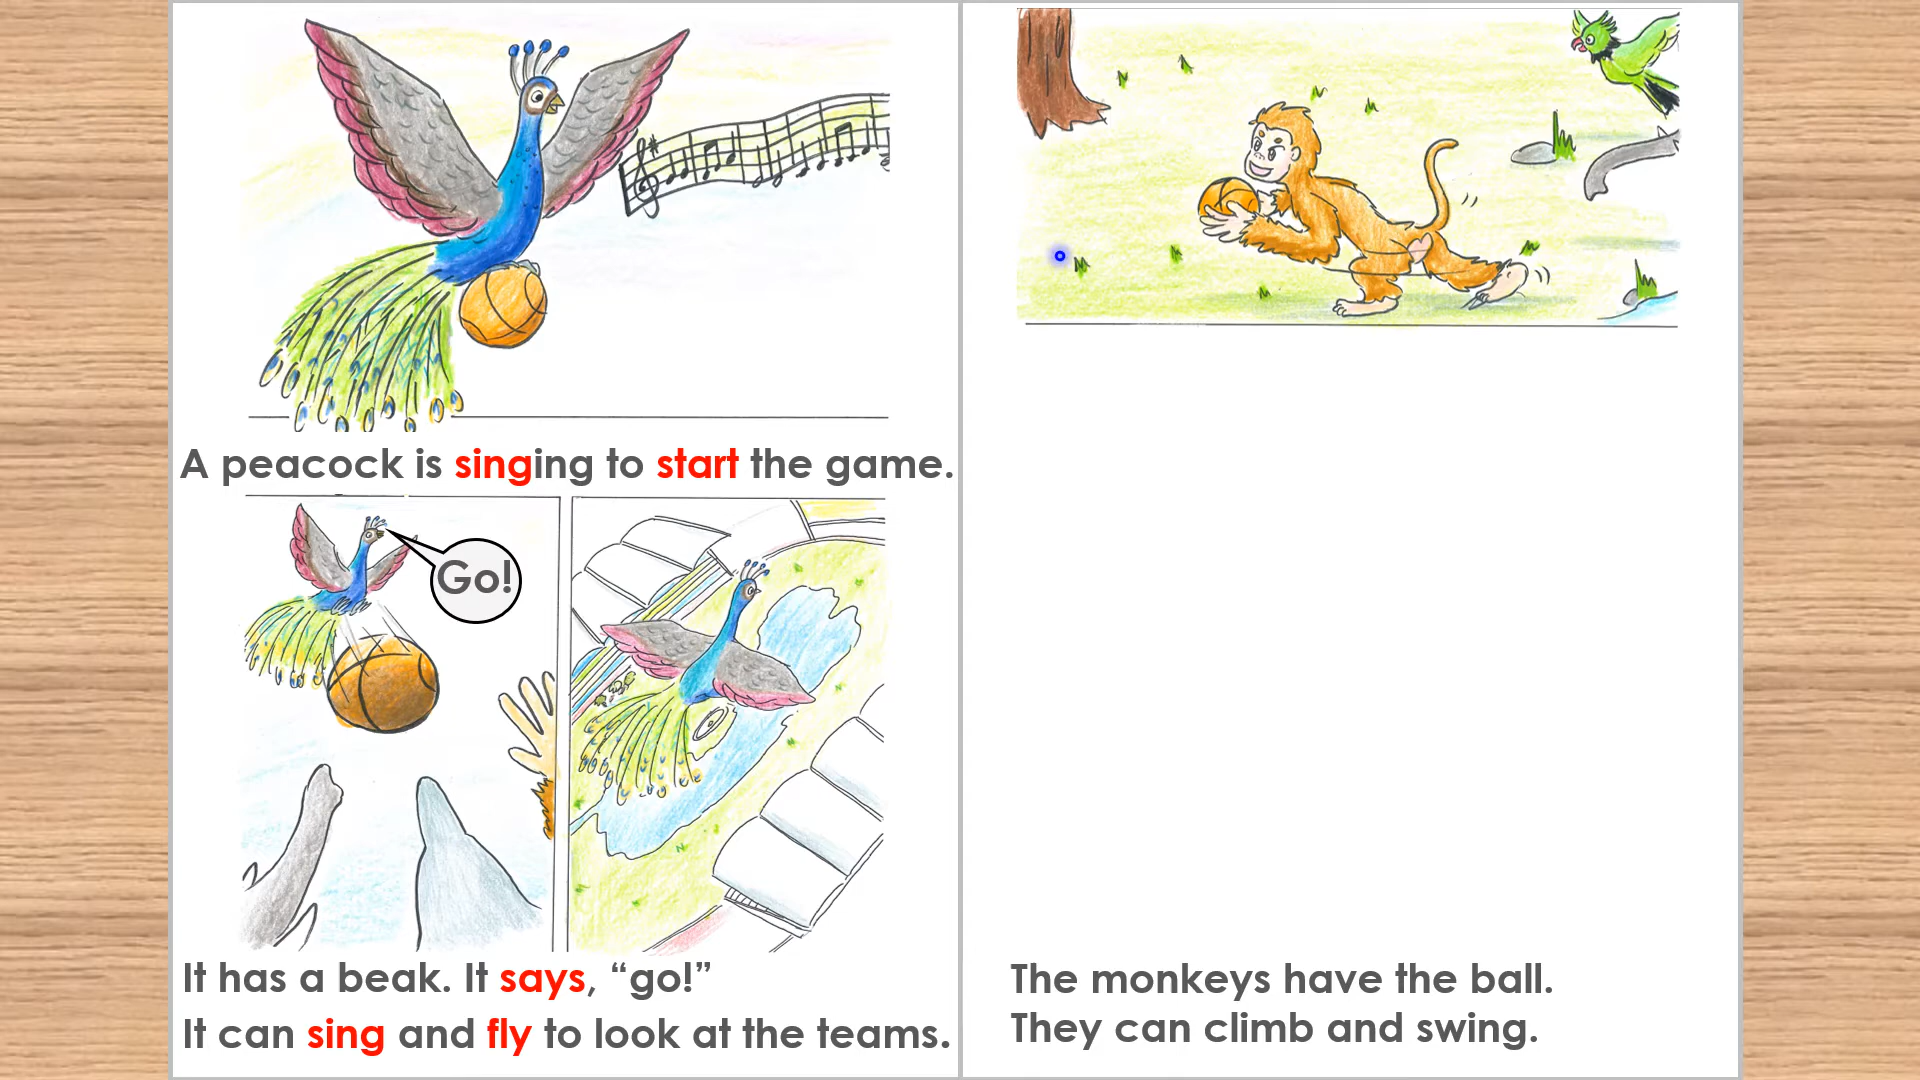 A peacock is singing to start the game.
Go!
It has a beak. It says, “go!”
It can sing and fly to look at the teams.
The monkeys have the ball.
They can climb and swing.